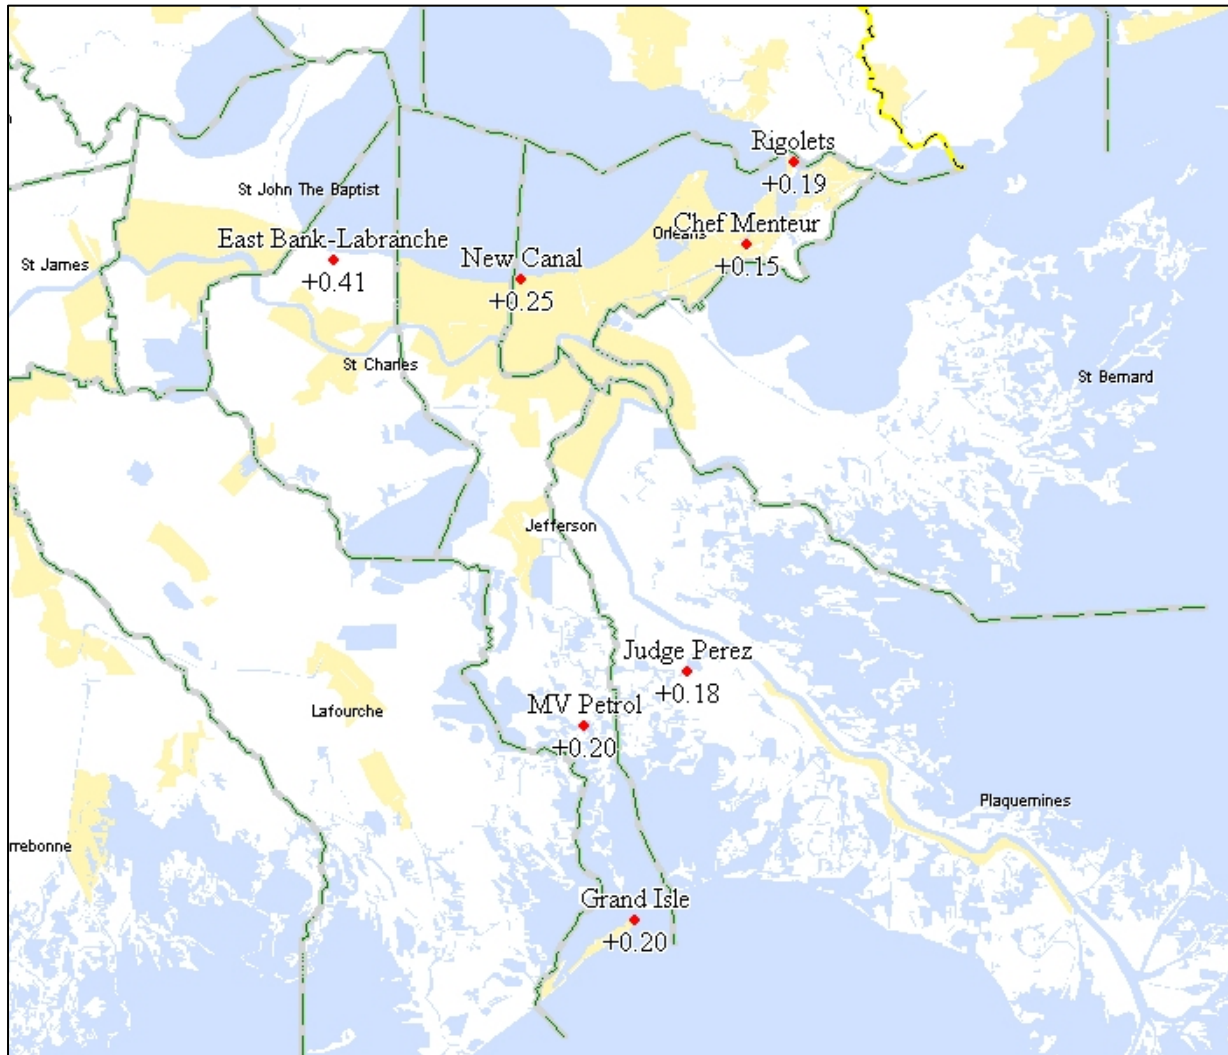 Rigolets
+0.19
St John The Baptist
Chef Menteur
Orleans
+0.15
East Bank-Labranche
+0.41
New Canal
+0.25
St James
St Charles
St Bernard
Jefferson
Judge Perez
+0.18
MV Petrol
+0.20
Lafourche
Plaquemines
rrebonne
Grand Isle
+0.20